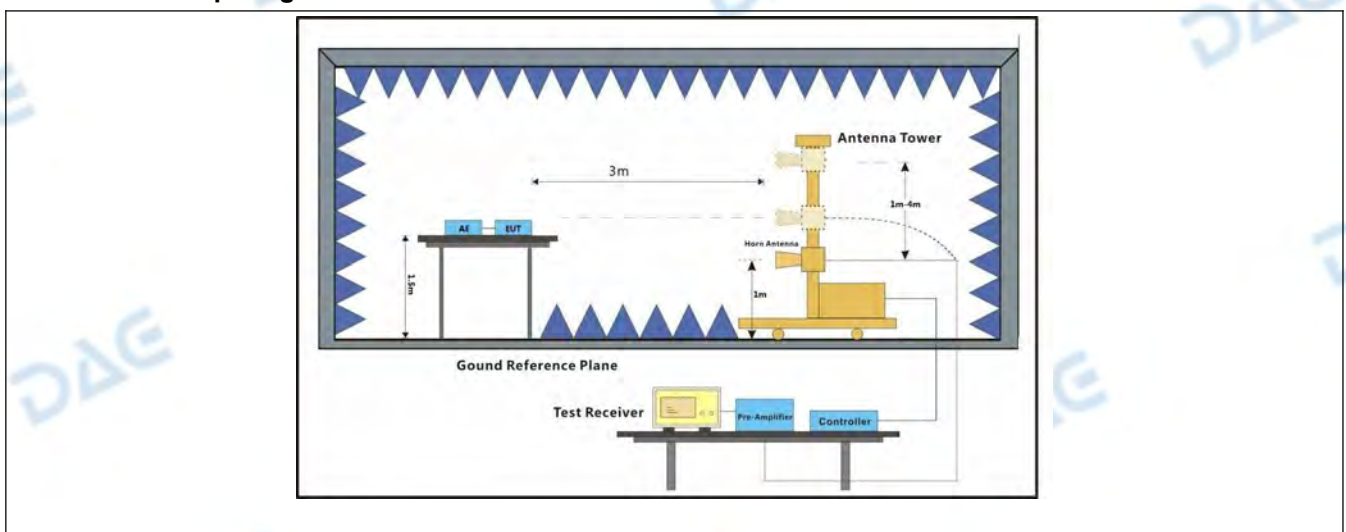 DAG
Antenna Tower
3m
1m-4m
AE
EUT
Horn Antenna
1.5m
1m
Gound Reference Plane
DAG
Test Receiver
Pre-Amplifier
Controller